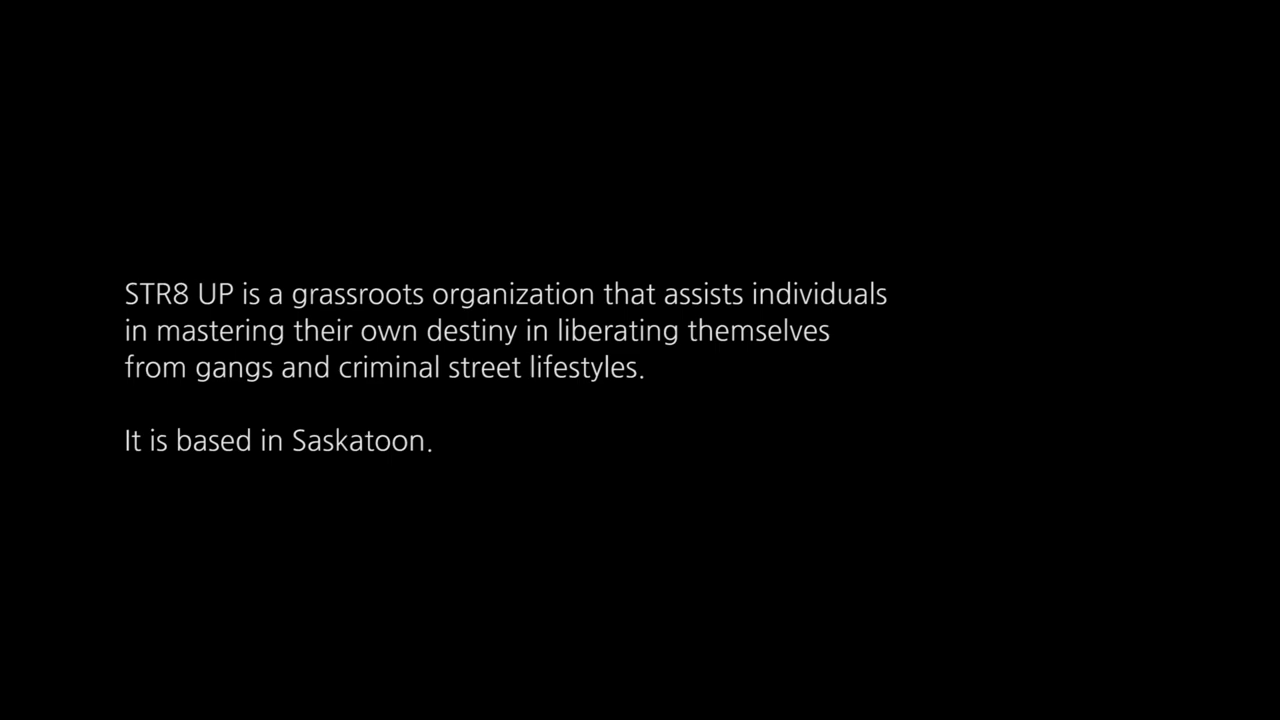 STR8 UP is a grassroots organization that assists individuals
in mastering their own destiny in liberating themselves
from gangs and criminal street lifestyles.
It is based in Saskatoon.